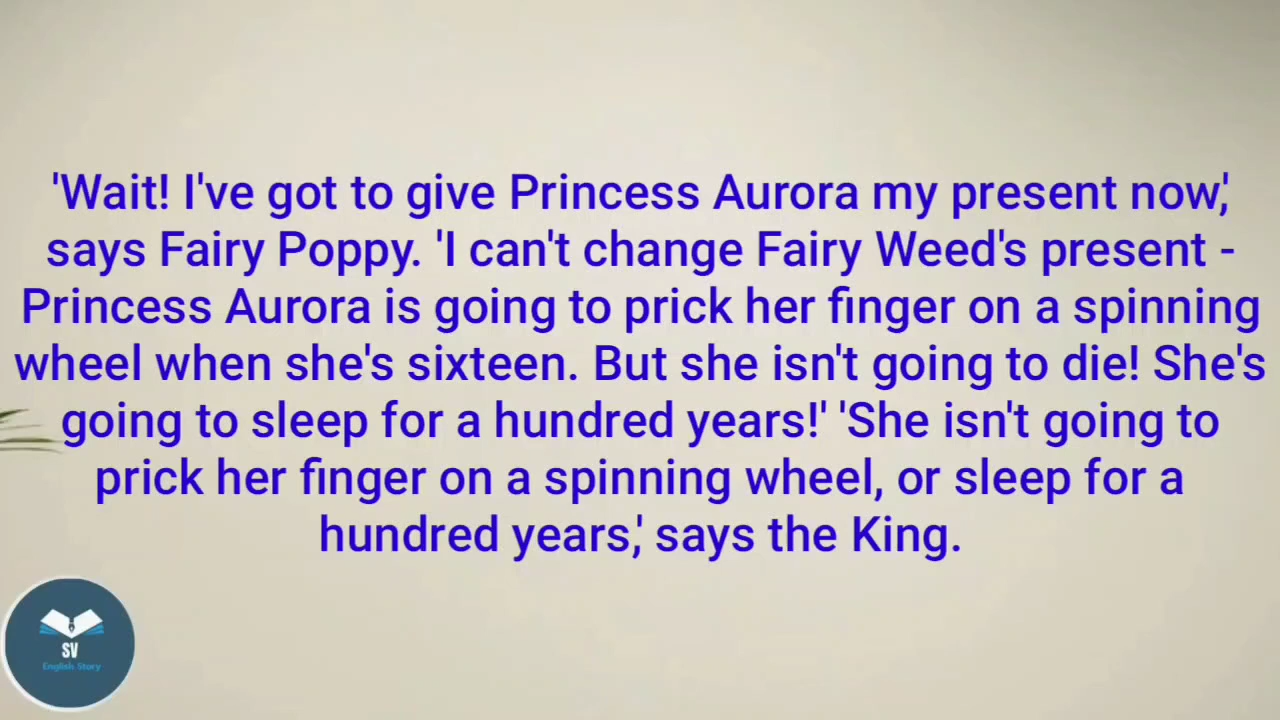 'Wait! I've got to give Princess Aurora my present now,'
says Fairy Poppy. 'I can't change Fairy Weed's present -
Princess Aurora is going to prick her finger on a spinning
wheel when she's sixteen. But she isn't going to die! She's
going to sleep for a hundred years!' 'She isn't going to
prick her finger on a spinning wheel, or sleep for a
hundred years,' says the King.
SV
English Story